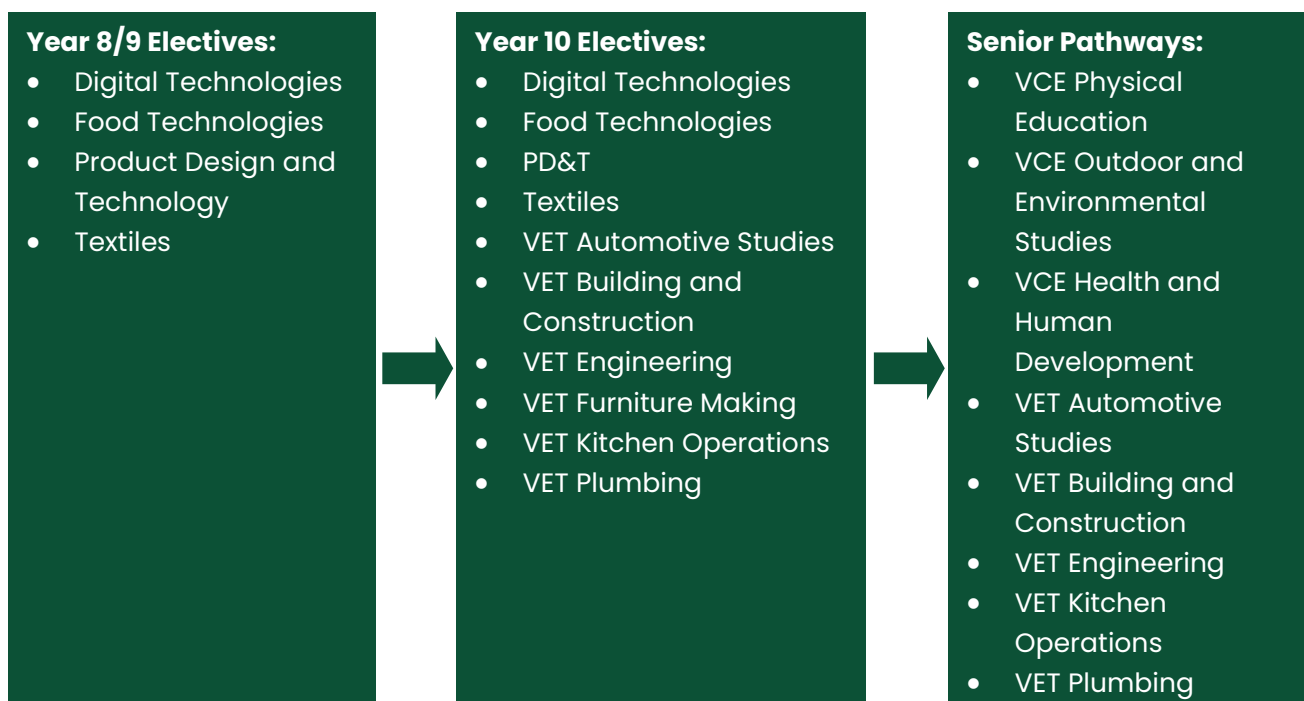 Year 8/9 Electives:
• Digital Technologies
• Food Technologies
• Product Design and
Technology
• Textiles
Year 10 Electives:
• Digital Technologies
• Food Technologies
• PD&T
• Textiles
• VET Automotive Studies
• VET Building and
Construction
• VET Engineering
• VET Furniture Making
• VET Kitchen Operations
• VET Plumbing
Senior Pathways:
• VCE Physical
Education
• VCE Outdoor and
Environmental
Studies
• VCE Health and
Human
Development
• VET Automotive
Studies
• VET Building and
Construction
• VET Engineering
• VET Kitchen
Operations
• VET Plumbing